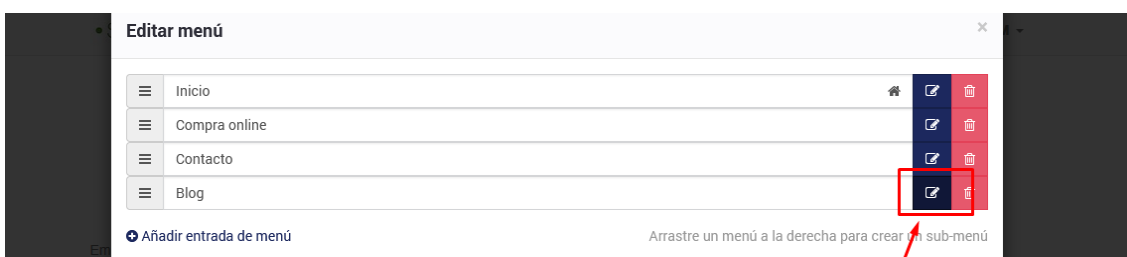 Editar menú
Inicio
Compra online
Contacto
Blog
Añadir entrada de menú
Arrastre un menú a la derecha para crear un sub-menú
Em